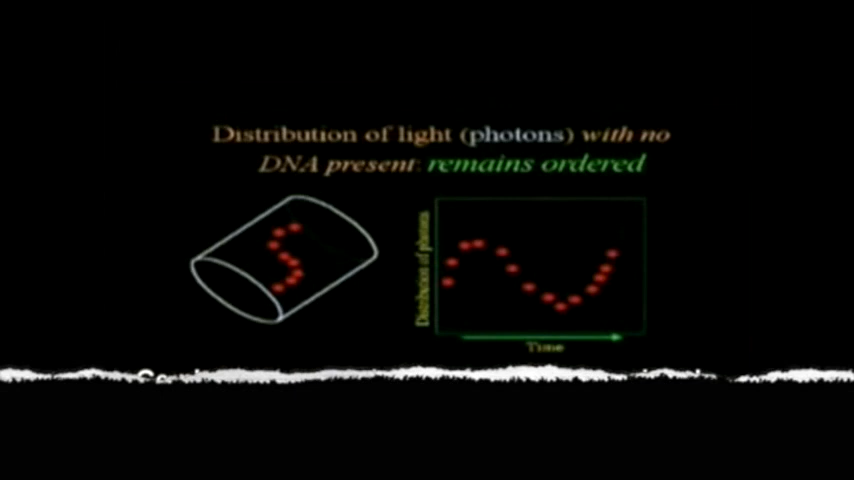 Distribution of light (photons) with no
DNA present: remains ordered
Distribution of photons
Time